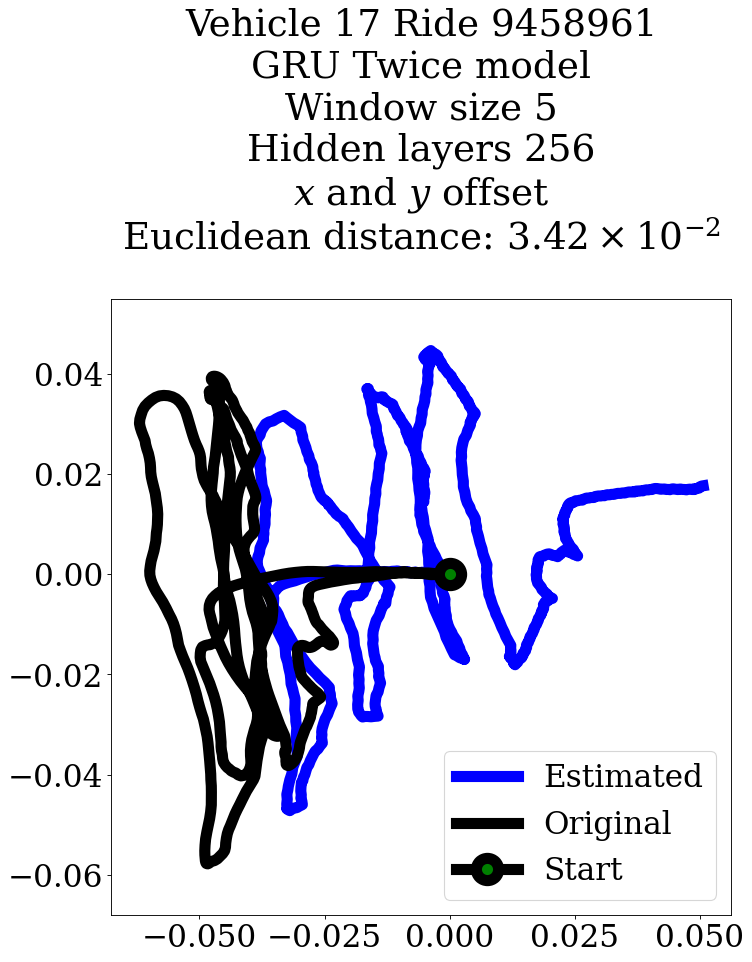 Vehicle 17 Ride 9458961
GRU Twice model
Window size 5
Hidden layers 256
x and y offset
Euclidean distance: 3.42 × 10⁻²
0.04
0.02
0.00
−0.02
−0.04
−0.06
Estimated
Original
Start
−0.050 −0.025 0.000 0.025 0.050